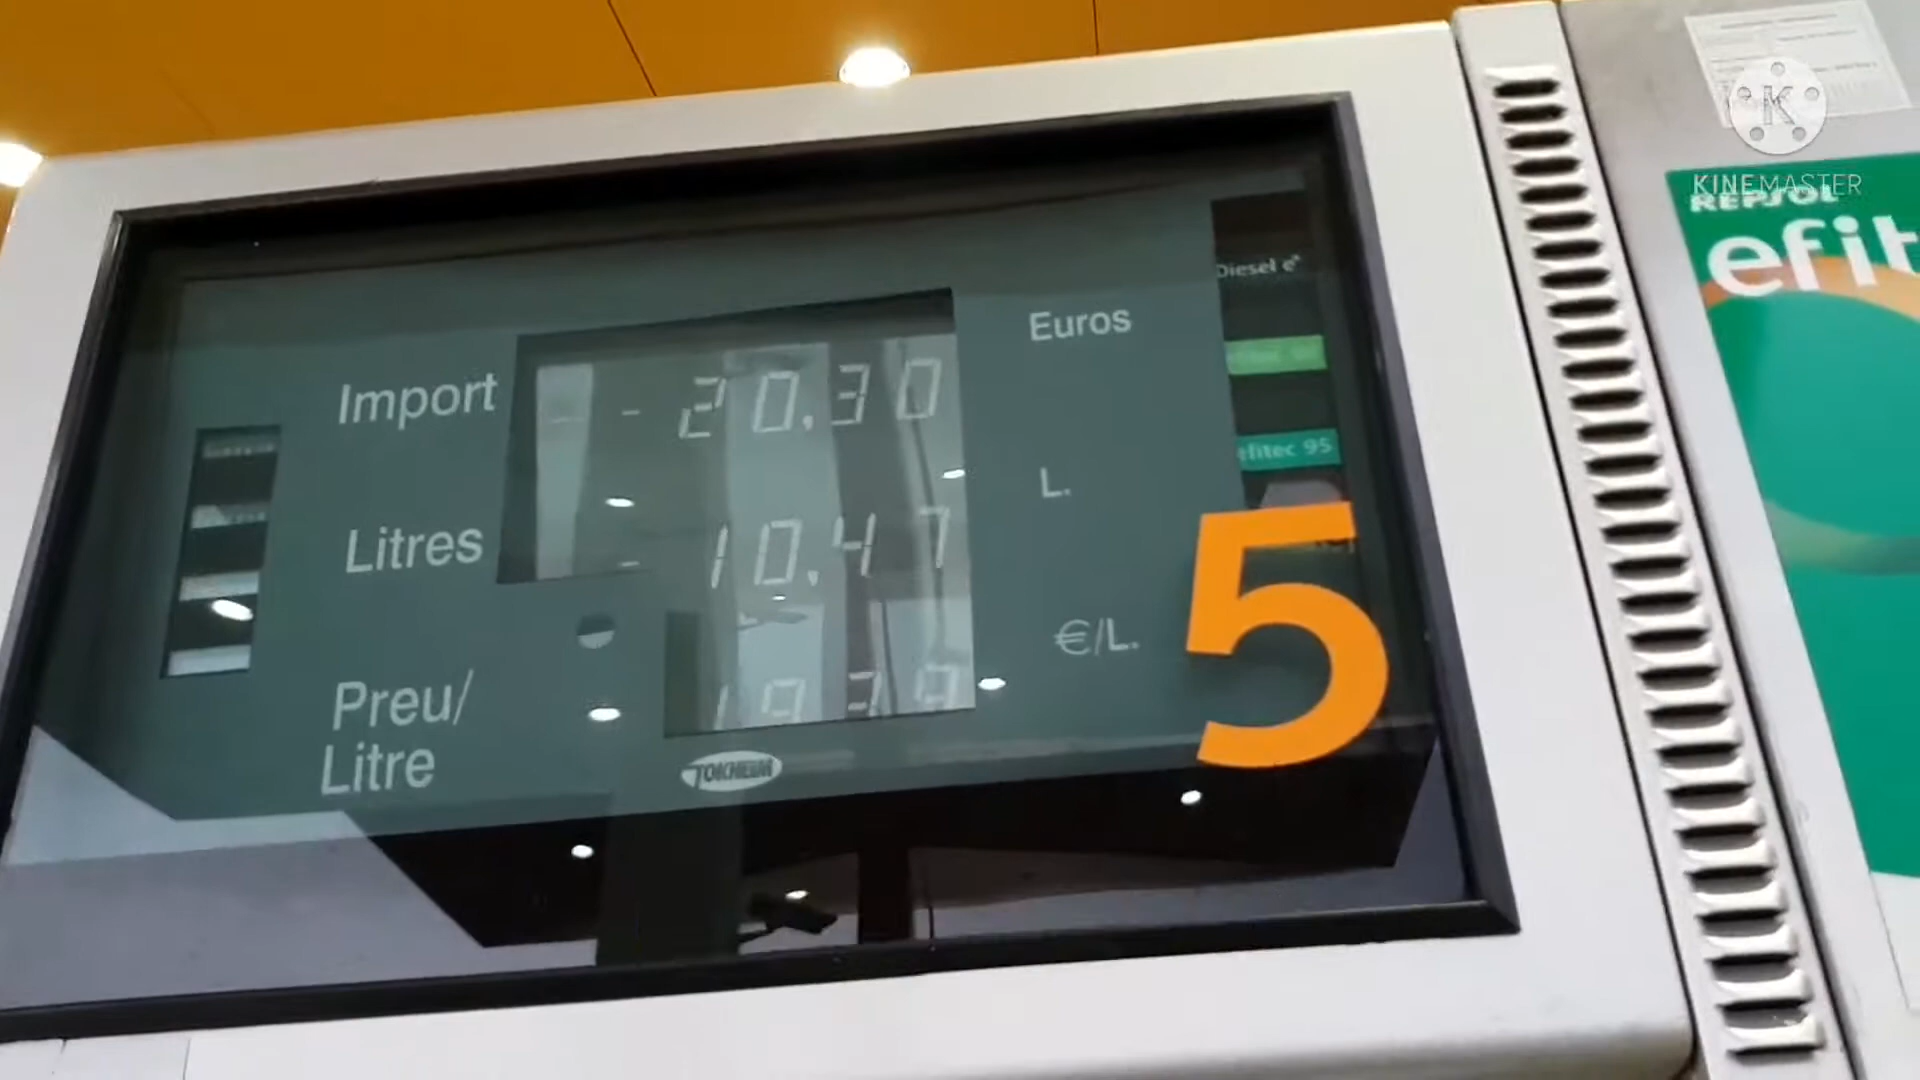 KINEMASTER
REPSOL
efit
Diesel e+
Import - - 20.30 Euros
efitec 95
Litres - 10.47 L.
Preu/
Litre
€/L.
TOKHEIM
5